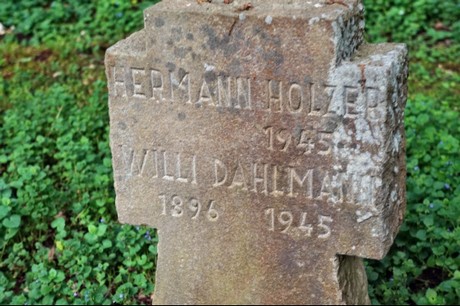 HERMANN HOLZER
1945
WILLI DAHLMANN
1896 1945